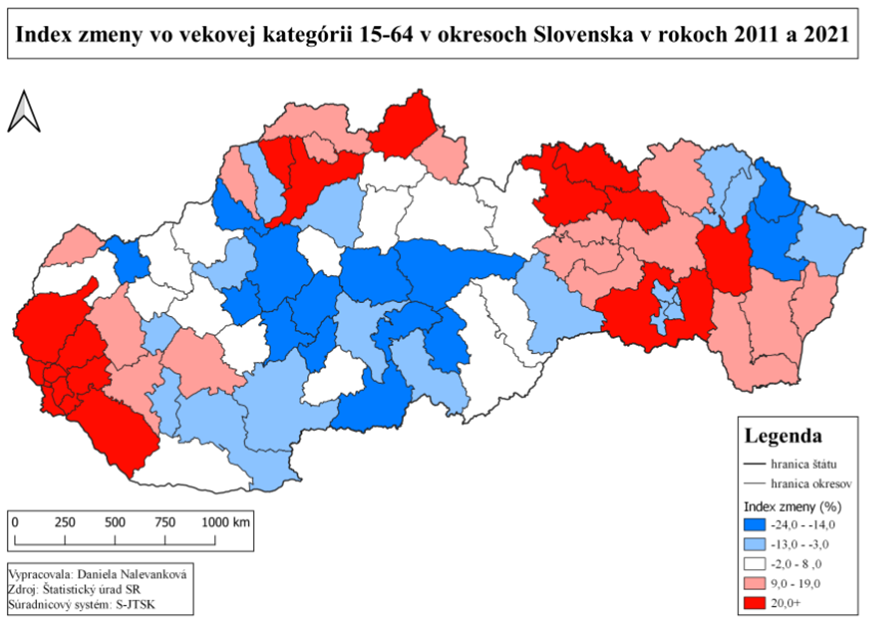 Index zmeny vo vekovej kategórii 15-64 v okresoch Slovenska v rokoch 2011 a 2021
Legenda
hranica štátu
hranica okresov
Index zmeny (%)
-24,0 - -14,0
-13,0 - -3,0
-2,0 - 8 ,0
9,0 - 19,0
20,0+
0 250 500 750 1000 km
Vypracovala: Daniela Nalevanková
Zdroj: Štatistický úrad SR
Súradnicový systém: S-JTSK